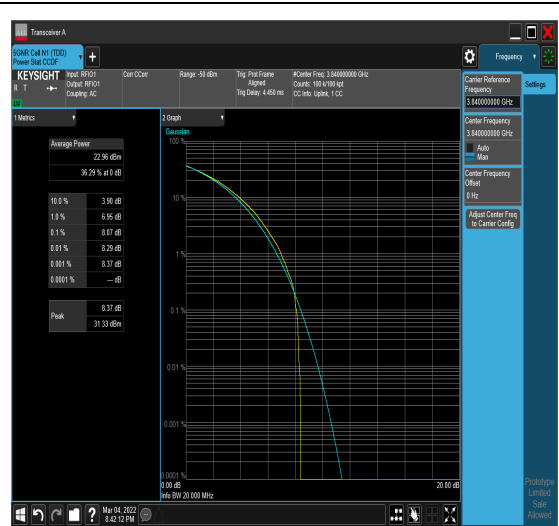 Transceiver A
5GNR Cell N1 (TDD)
Power Stat CCDF
Frequency
KEYSIGHT
R T
LXI
Input: RFIO1
Output: RFIO1
Coupling: AC
Corr CCorr
Range: -50 dBm
Trig: Prot Frame
Aligned
Trig Delay: 4.450 ms
#Center Freq: 3.840000000 GHz
Counts: 100 k/100 kpt
CC Info: Uplink, 1 CC
Carrier Reference
Frequency
3.840000000 GHz
Settings
Center Frequency
3.840000000 GHz
Auto
Man
Center Frequency
Offset
0 Hz
Adjust Center Freq
to Carrier Config
1 Metrics
Average Power
22.96 dBm
36.29 % at 0 dB
10.0 % 3.90 dB
1.0 % 6.95 dB
0.1 % 8.07 dB
0.01 % 8.29 dB
0.001 % 8.37 dB
0.0001 % --- dB
Peak
8.37 dB
31.33 dBm
2 Graph
Gaussian
100 %
10 %
1 %
0.1 %
0.01 %
0.001 %
0.0001 %
0.00 dB
20.00 dB
Info BW 20.000 MHz
Prototype
Limited
Sale
Allowed
?
Mar 04, 2022
8:42:12 PM